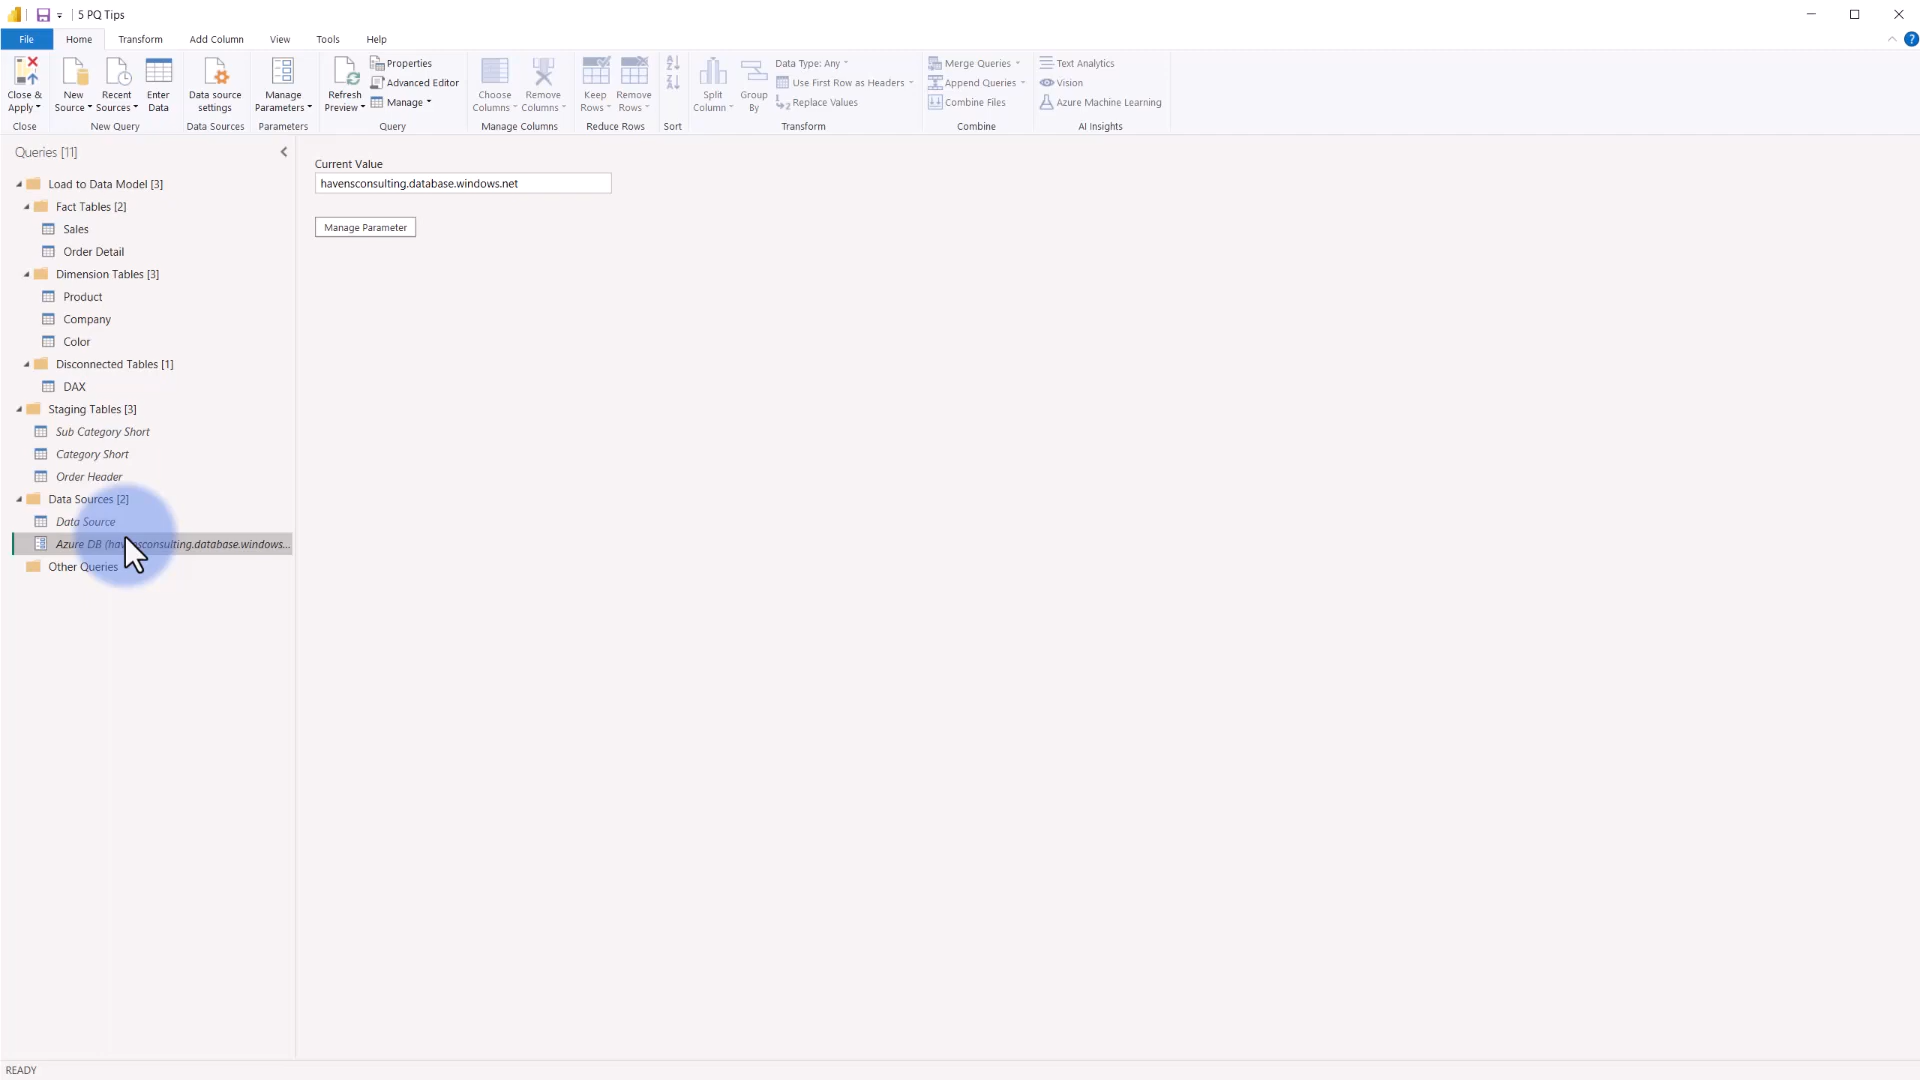 5 PQ Tips
File Home Transform Add Column View Tools Help
Close & Apply
New Source
Recent Sources
Enter Data
Data source settings
Manage Parameters
Refresh Preview
Properties
Advanced Editor
Manage
Choose Columns
Remove Columns
Keep Rows
Remove Rows
Split Column
Group By
Data Type: Any
Use First Row as Headers
Replace Values
Merge Queries
Append Queries
Combine Files
Text Analytics
Vision
Azure Machine Learning
Close New Query Data Sources Parameters Query Manage Columns Reduce Rows Sort Transform Combine AI Insights
Queries [11]
Load to Data Model [3]
Fact Tables [2]
Sales
Order Detail
Dimension Tables [3]
Product
Company
Color
Disconnected Tables [1]
DAX
Staging Tables [3]
Sub Category Short
Category Short
Order Header
Data Sources [2]
Data Source
Azure DB (havensconsulting.database.windows...
Other Queries
Current Value
havensconsulting.database.windows.net
Manage Parameter
READY